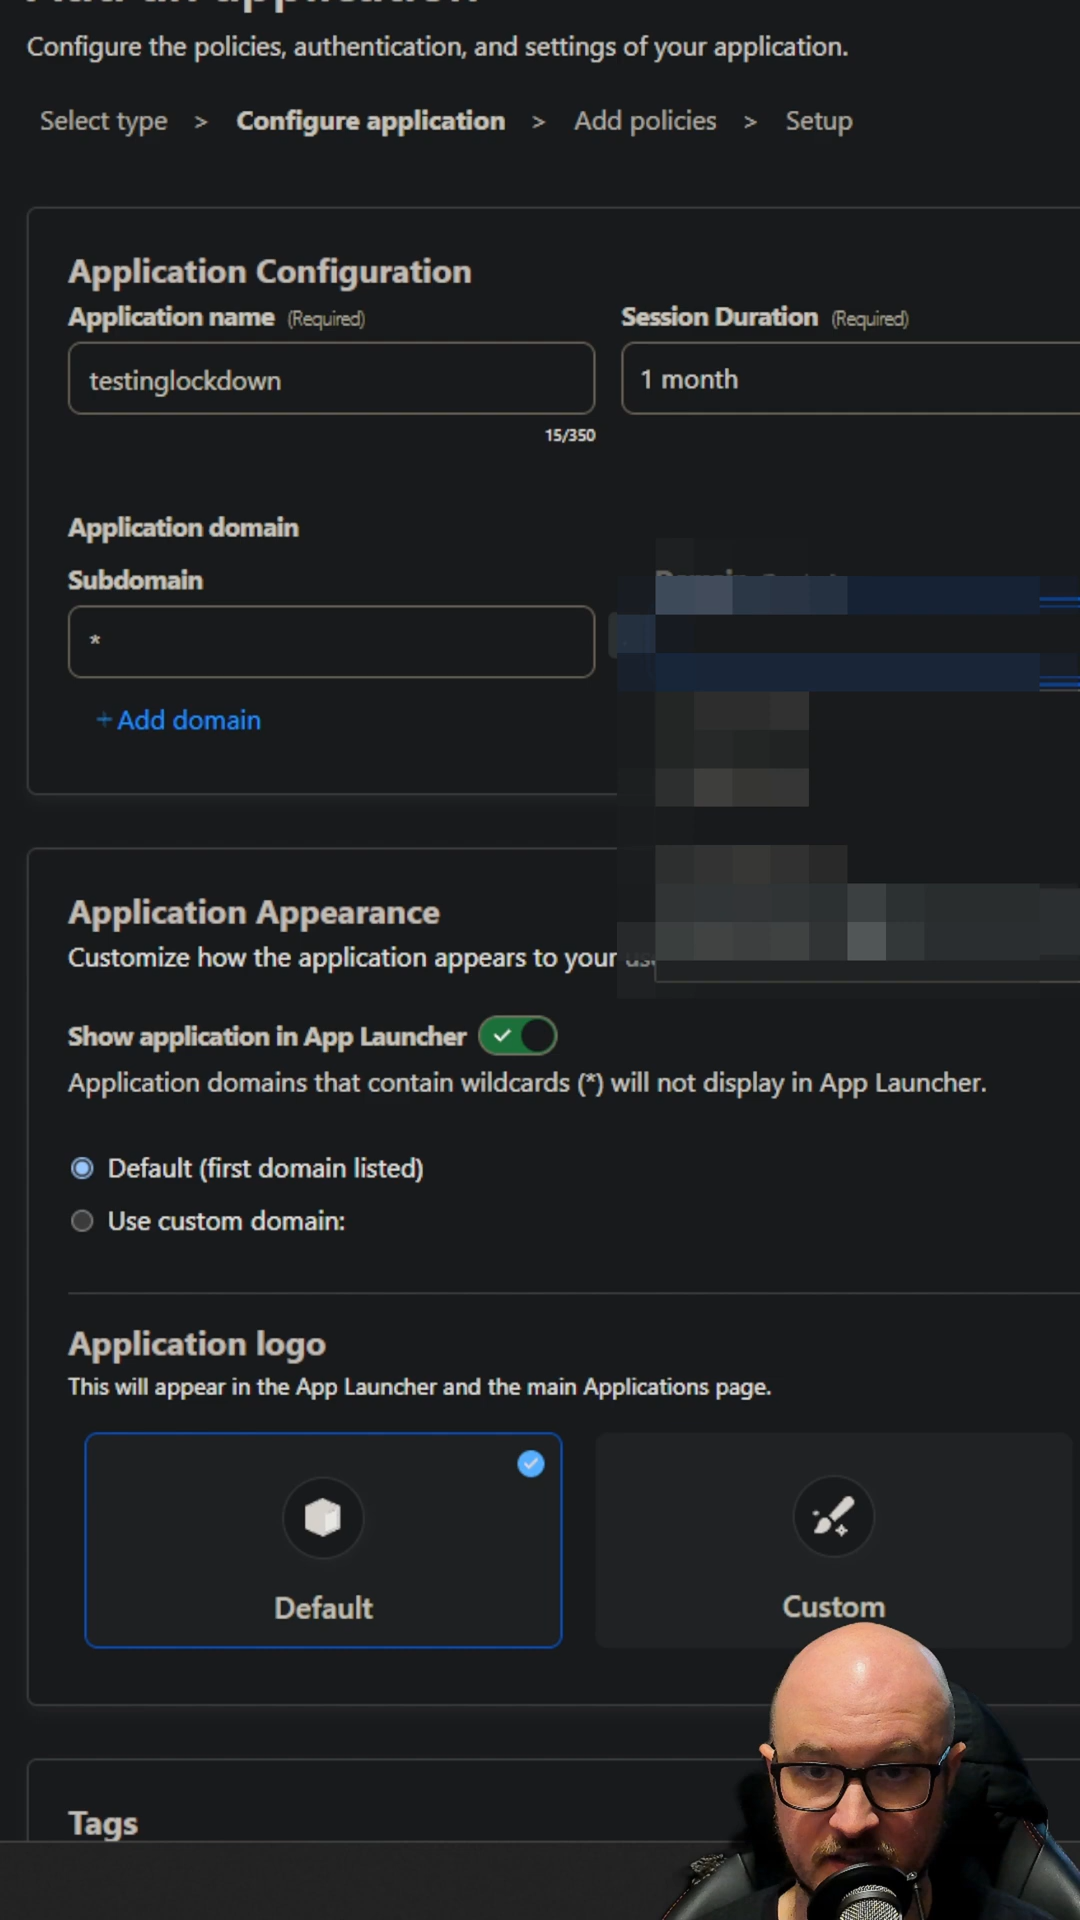 Configure the policies, authentication, and settings of your application.
Select type > Configure application > Add policies > Setup
Application Configuration
Application name (Required)
Session Duration (Required)
testinglockdown
1 month
15/350
Application domain
Subdomain
*
+ Add domain
Application Appearance
Customize how the application appears to your
Show application in App Launcher
Application domains that contain wildcards (*) will not display in App Launcher.
Default (first domain listed)
Use custom domain:
Application logo
This will appear in the App Launcher and the main Applications page.
Default
Custom
Tags